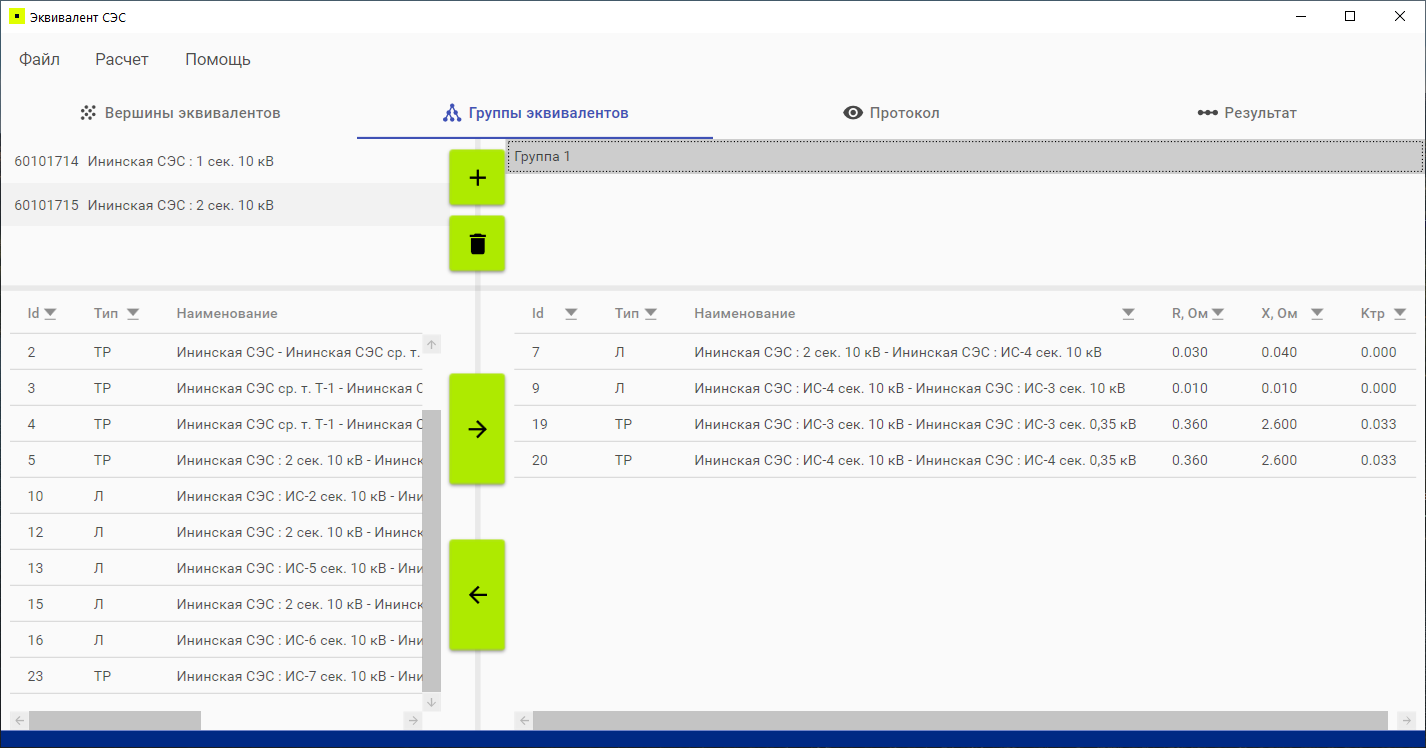 Эквивалент СЭС
Файл Расчет Помощь
Вершины эквивалентов Группы эквивалентов Протокол Результат
60101714 Ининская СЭС : 1 сек. 10 кВ
60101715 Ининская СЭС : 2 сек. 10 кВ
Группа 1
Id Тип Наименование
2 ТР Ининская СЭС - Ининская СЭС ср. т.
3 ТР Ининская СЭС ср. т. Т-1 - Ининская С
4 ТР Ининская СЭС ср. т. Т-1 - Ининская С
5 ТР Ининская СЭС : 2 сек. 10 кВ - Ининск
10 Л Ининская СЭС : ИС-2 сек. 10 кВ - Ини
12 Л Ининская СЭС : 2 сек. 10 кВ - Ининск
13 Л Ининская СЭС : ИС-5 сек. 10 кВ - Ини
15 Л Ининская СЭС : 2 сек. 10 кВ - Ининск
16 Л Ининская СЭС : ИС-6 сек. 10 кВ - Ини
23 ТР Ининская СЭС : ИС-7 сек. 10 кВ - Ини
Id Тип Наименование R, Ом X, Ом Ктр
7 Л Ининская СЭС : 2 сек. 10 кВ - Ининская СЭС : ИС-4 сек. 10 кВ 0.030 0.040 0.000
9 Л Ининская СЭС : ИС-4 сек. 10 кВ - Ининская СЭС : ИС-3 сек. 10 кВ 0.010 0.010 0.000
19 ТР Ининская СЭС : ИС-3 сек. 10 кВ - Ининская СЭС : ИС-3 сек. 0,35 кВ 0.360 2.600 0.033
20 ТР Ининская СЭС : ИС-4 сек. 10 кВ - Ининская СЭС : ИС-4 сек. 0,35 кВ 0.360 2.600 0.033